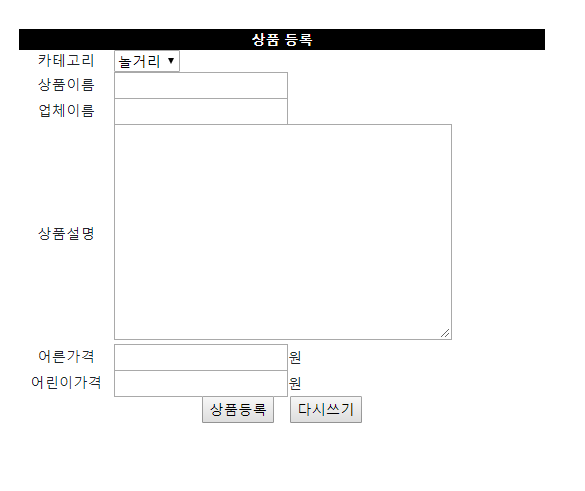 상품 등록
카테고리 놀거리
상품이름
업체이름
상품설명
어른가격 원
어린이가격 원
상품등록 다시쓰기